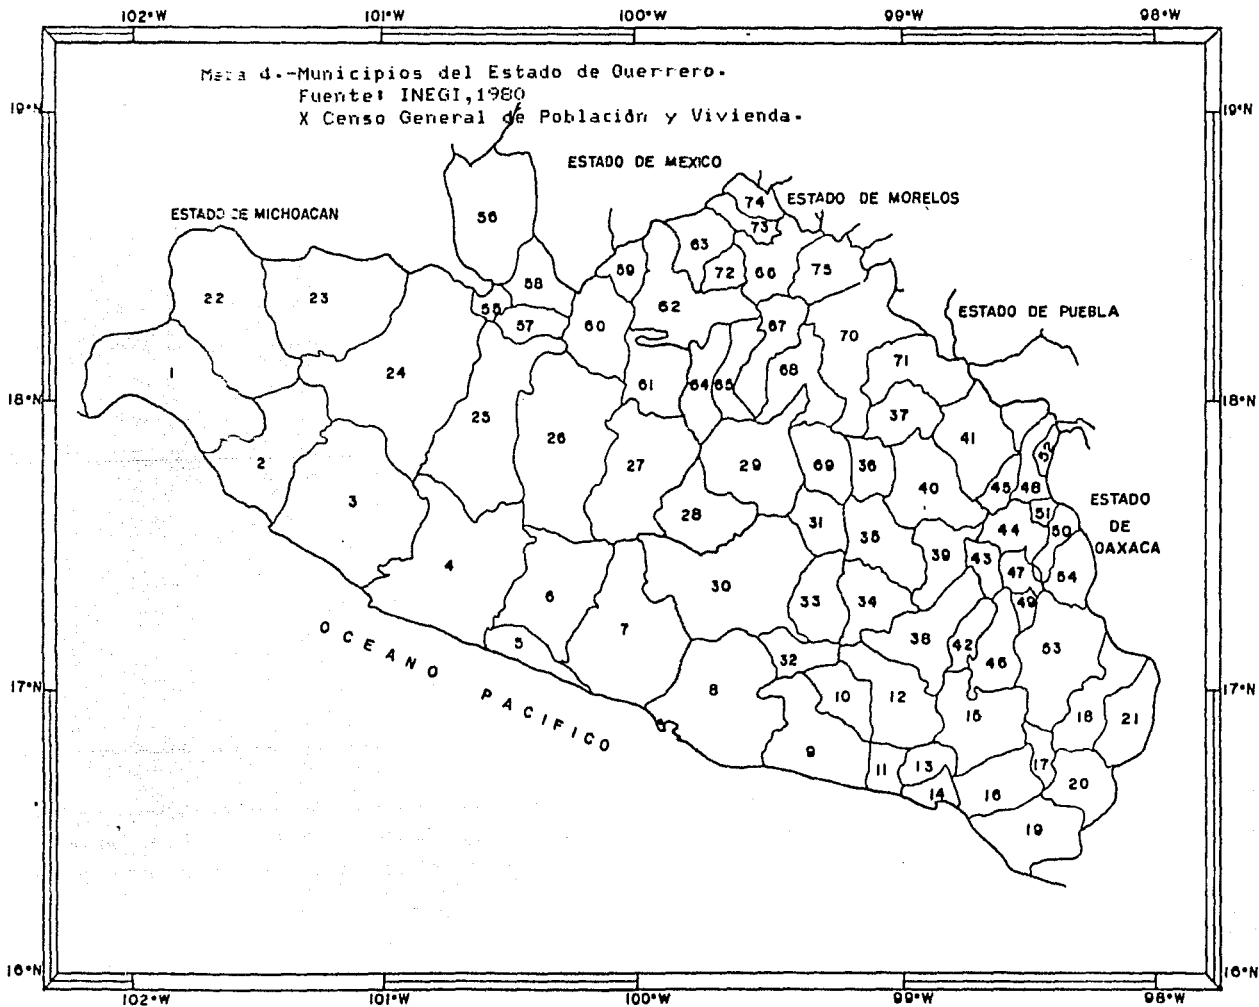 102°W 101°W 100°W 99°W 98°W
4.-Municipios del Estado de Guerrero.
Fuente: INEGI,1980
X Censo General de Población y Vivienda.
19°N 19°N
ESTADO DE MEXICO
74 ESTADO DE MORELOS
ESTADO DE MICHOACAN
56 73
63
59 72 66 75
58
22 23 55 62
57 60 67 70 ESTADO DE PUEBLA
71
1 24 61 64 65 68
18°N 18°N
25 37
26 41
2 27 29 69 36 52
3 40 45 48
ESTADO
DE
OAXACA
28 31 51
35 44 50
4 30 39 43 47 54
6 33 34 49
7 38
5 42 46 53
OCEANO PACIFICO
32
17°N 17°N
8 10 12
15 18 21
9 11 13 17
14 16 20
19
16°N 16°N
102°W 101°W 100°W 99°W 98°W